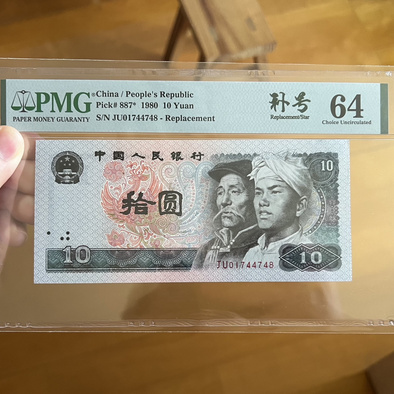 PMG
PAPER MONEY GUARANTY
China / People's Republic
Pick# 887* 1980 10 Yuan
S/N JU01744748 - Replacement
补号
Replacement/Star
64
Choice Uncirculated
中国人民银行
10
拾圆
10
JU01744748
10